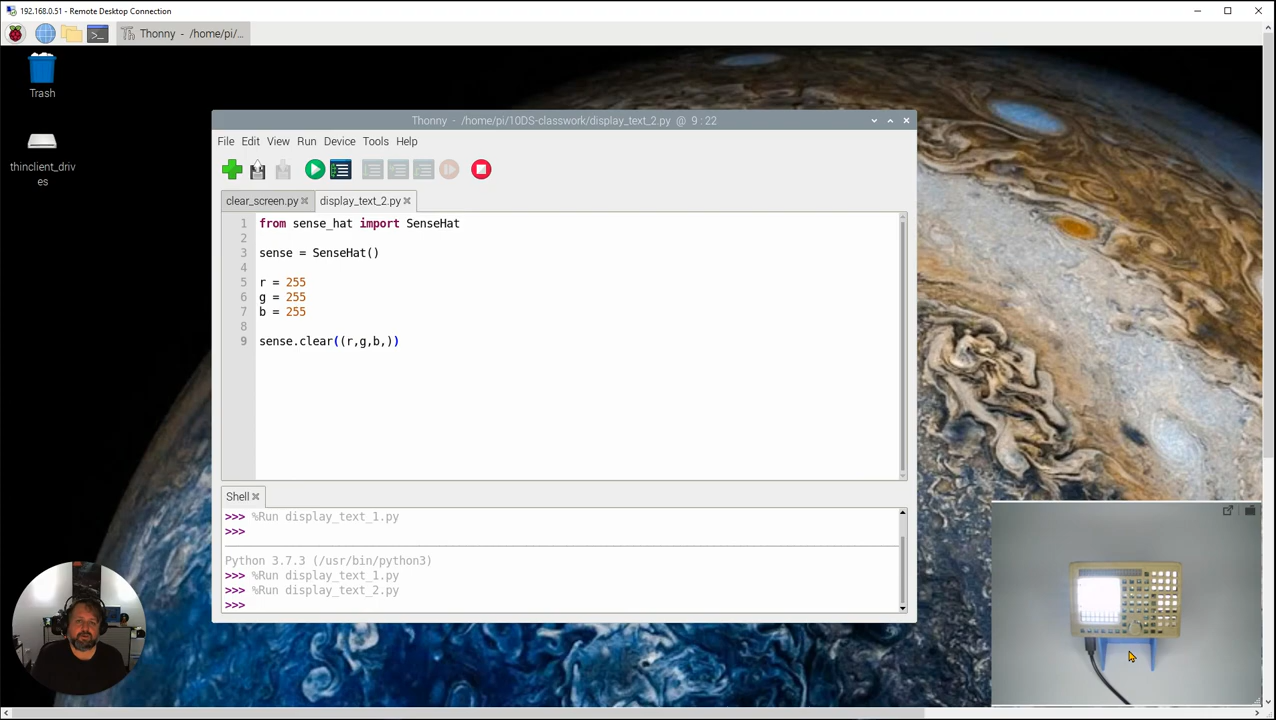 192.168.0.51 - Remote Desktop Connection
Thonny - /home/pi/...
Trash
thinclient_driv
es
Thonny - /home/pi/10DS-classwork/display_text_2.py @ 9 : 22
File Edit View Run Device Tools Help
clear_screen.py
display_text_2.py
1 from sense_hat import SenseHat
2
3 sense = SenseHat()
4
5 r = 255
6 g = 255
7 b = 255
8
9 sense.clear((r,g,b,))
Shell
>>> %Run display_text_1.py
>>>
Python 3.7.3 (/usr/bin/python3)
>>> %Run display_text_1.py
>>> %Run display_text_2.py
>>>